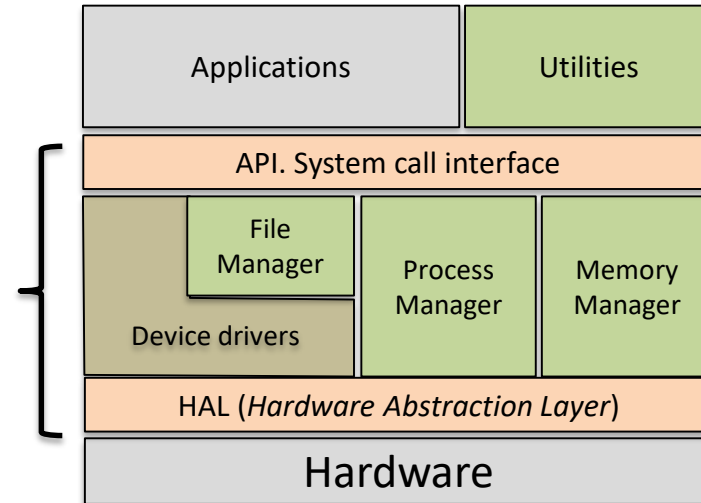 Applications
Utilities
API. System call interface
File
Manager
Process
Manager
Memory
Manager
Device drivers
HAL (Hardware Abstraction Layer)
Hardware